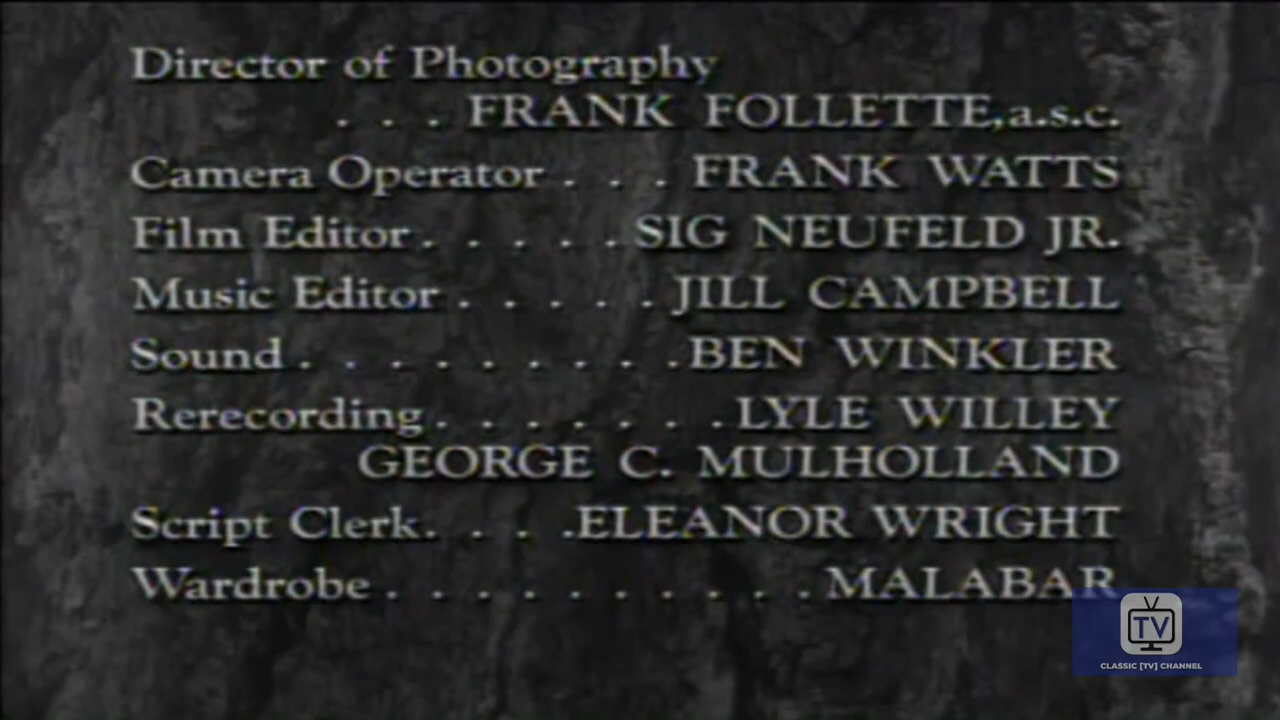 Director of Photography
. . . FRANK FOLLETTE,a.s.c.
Camera Operator . . . FRANK WATTS
Film Editor . . . . . SIG NEUFELD JR.
Music Editor . . . . . JILL CAMPBELL
Sound . . . . . . . . . BEN WINKLER
Rerecording . . . . . . . LYLE WILLEY
GEORGE C. MULHOLLAND
Script Clerk. . . .ELEANOR WRIGHT
Wardrobe . . . . . . . . . . MALABAR
TV
CLASSIC [TV] CHANNEL